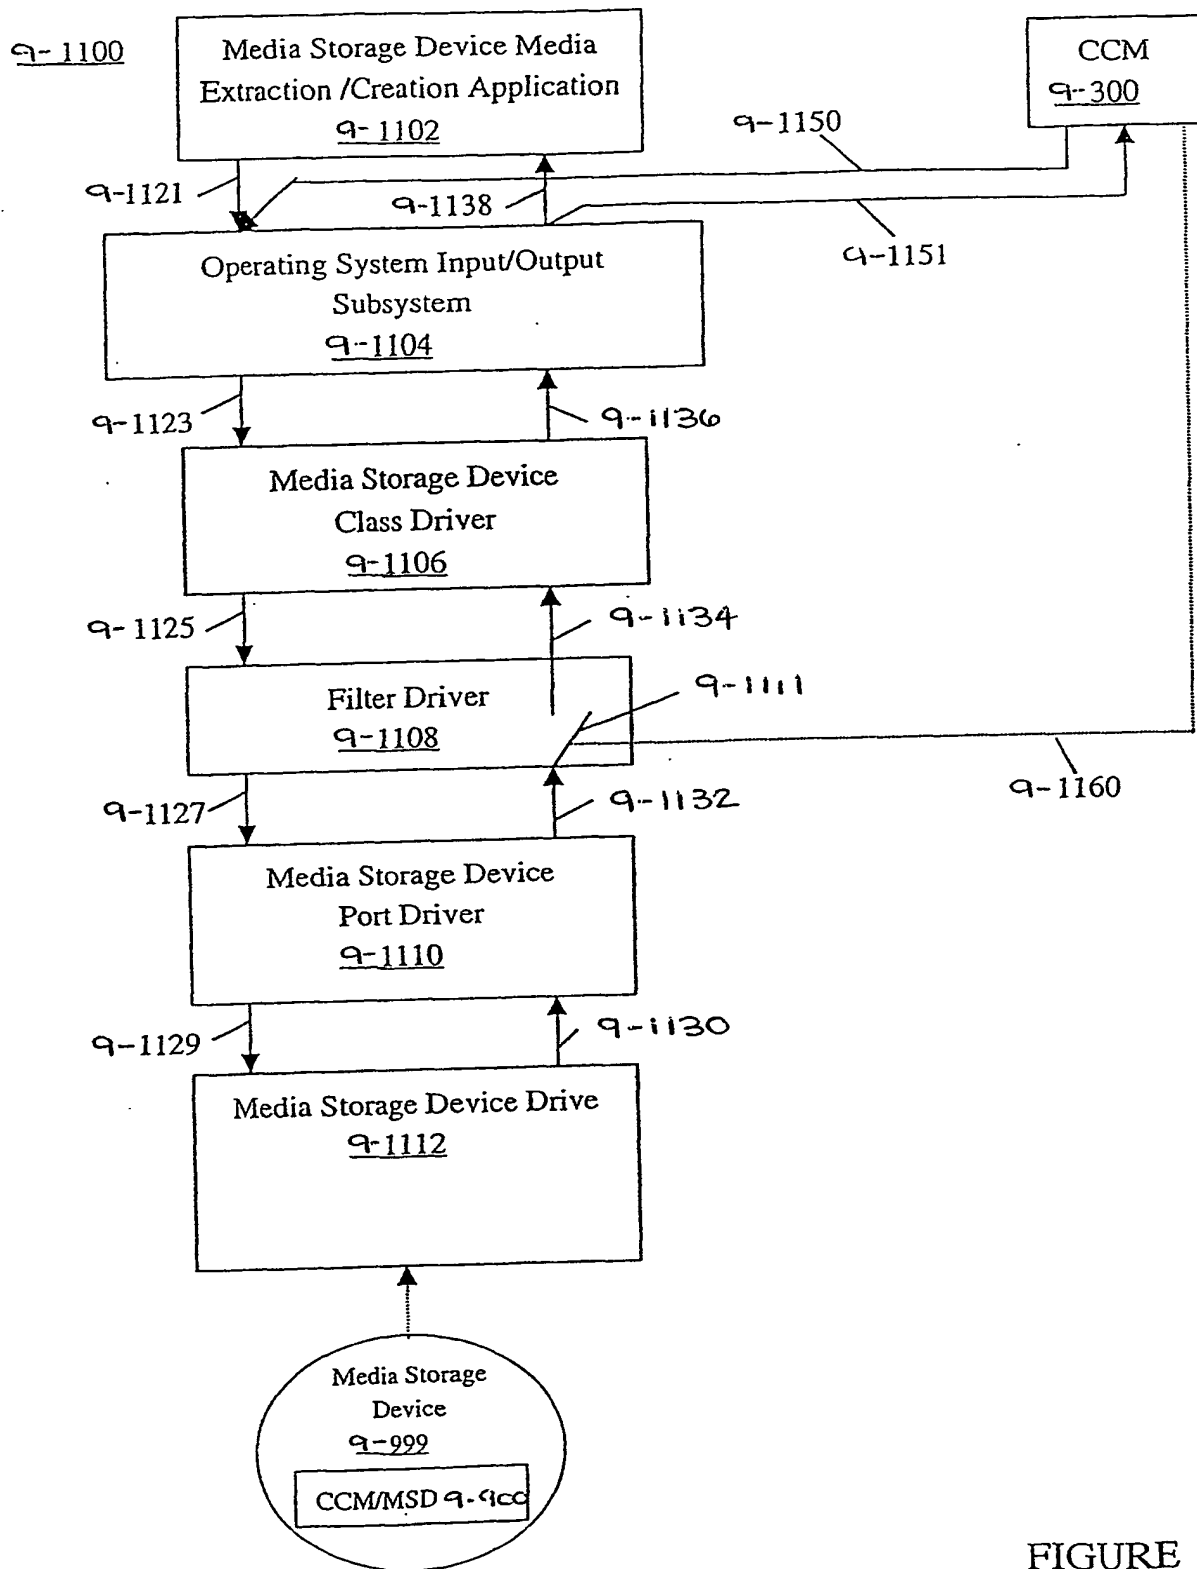 9-1100
Media Storage Device Media
Extraction /Creation Application
9-1102
CCM
9-300
9-1150
9-1121
9-1138
9-1151
Operating System Input/Output
Subsystem
9-1104
9-1123
9-1136
Media Storage Device
Class Driver
9-1106
9-1125
9-1134
Filter Driver
9-1108
9-1111
9-1127
9-1132
9-1160
Media Storage Device
Port Driver
9-1110
9-1129
9-1130
Media Storage Device Drive
9-1112
Media Storage
Device
9-999
CCM/MSD 9-900
FIGURE